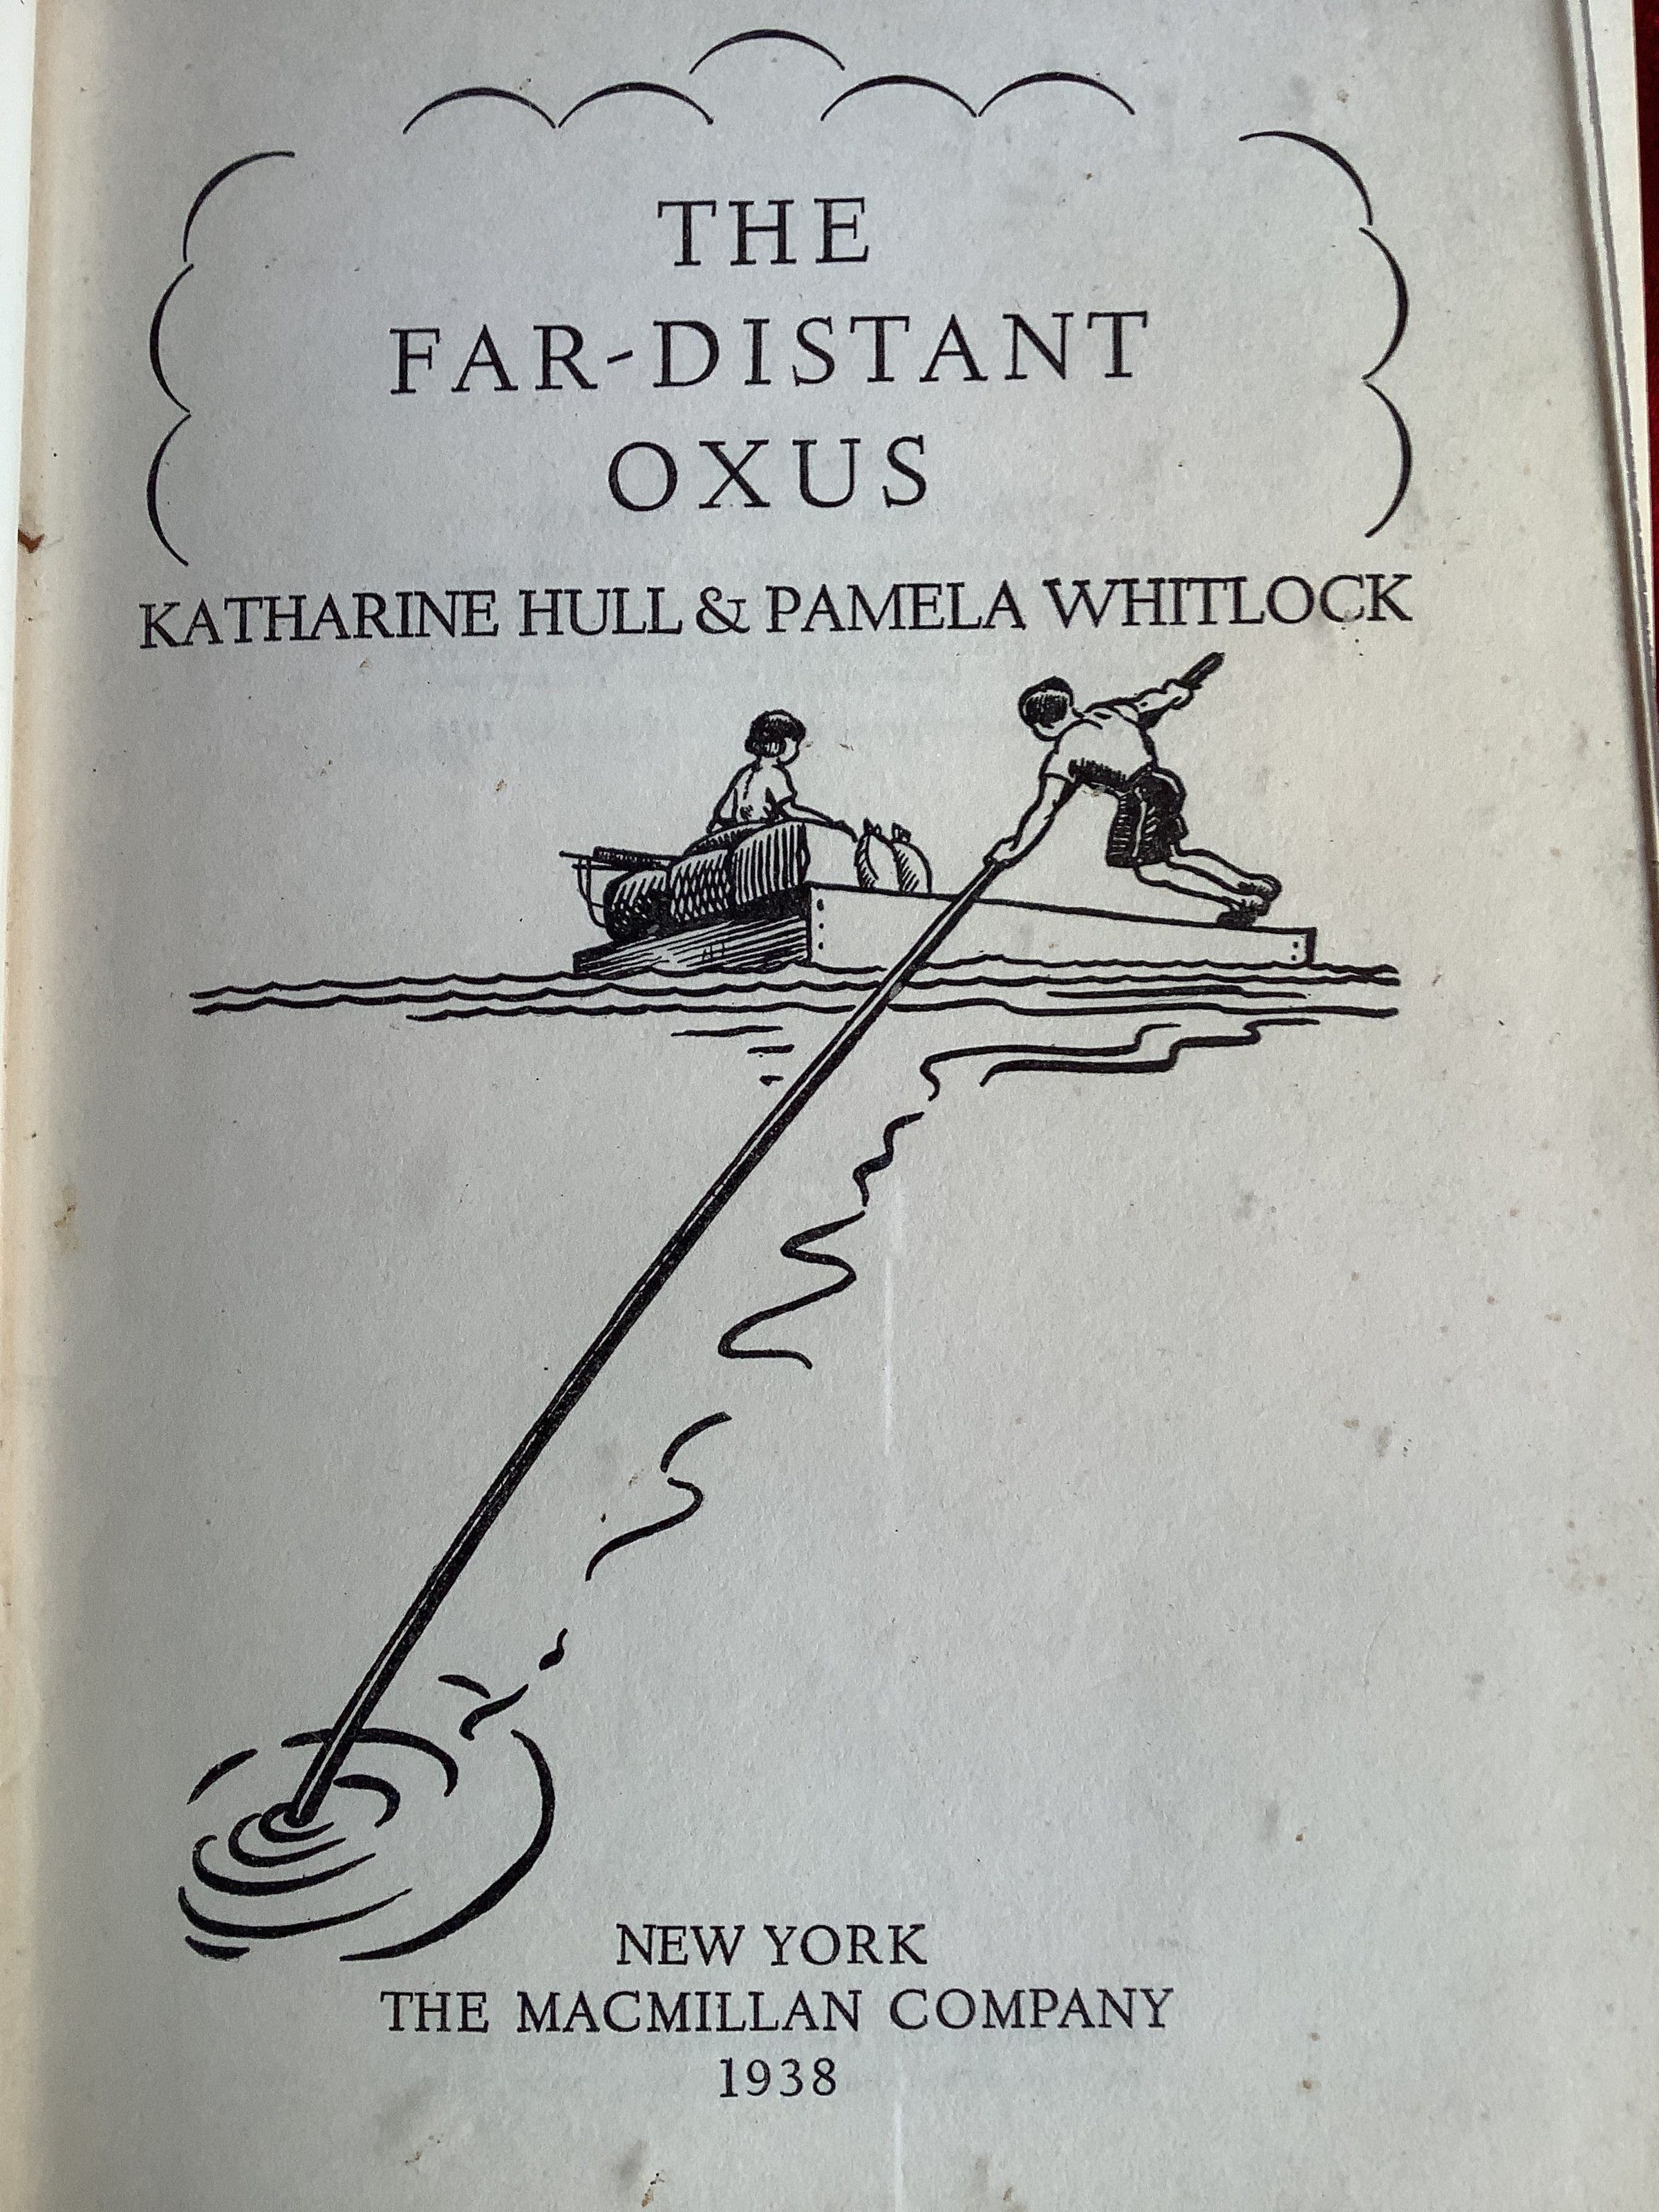 THE
FAR-DISTANT
OXUS
KATHARINE HULL & PAMELA WHITLOCK
NEW YORK
THE MACMILLAN COMPANY
1938